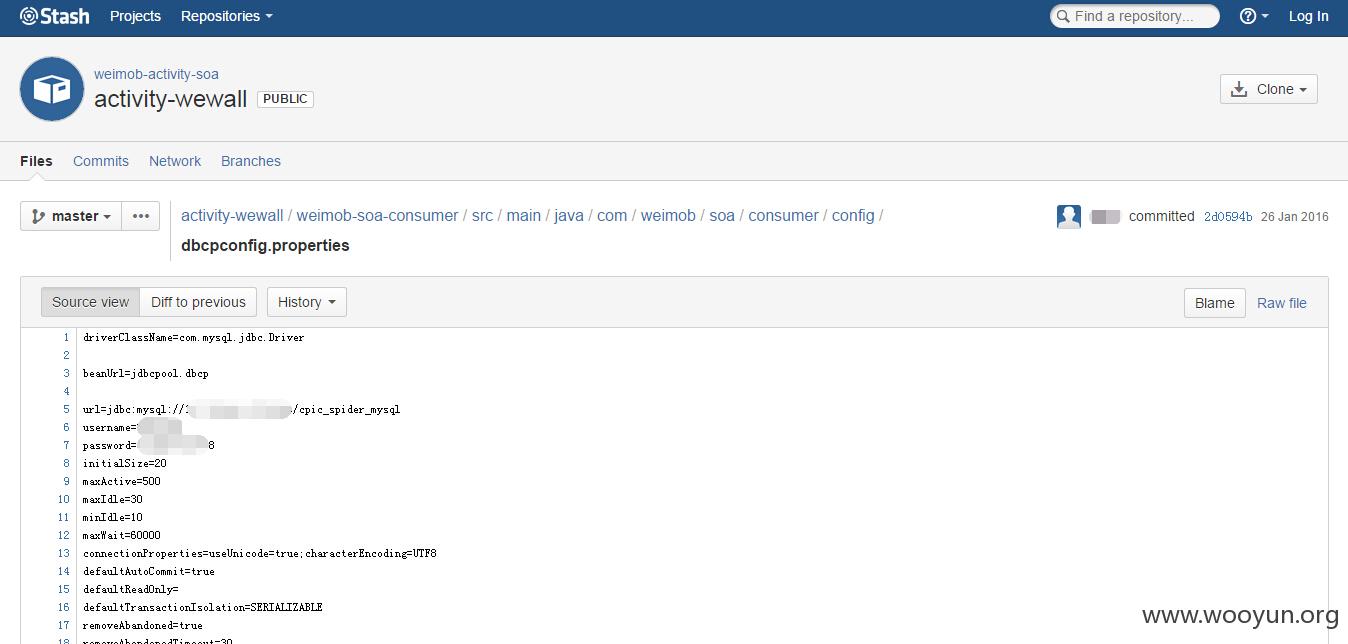 Stash Projects Repositories Find a repository... Log In
weimob-activity-soa
activity-wewall PUBLIC
Clone
Files Commits Network Branches
master
activity-wewall / weimob-soa-consumer / src / main / java / com / weimob / soa / consumer / config /
dbcpconfig.properties
committed 2d0594b 26 Jan 2016
Source view Diff to previous History Blame Raw file
1 driverClassName=com.mysql.jdbc.Driver
2
3 beanUrl=jdbcpool.dbcp
4
5 url=jdbc:mysql:// /cpic_spider_mysql
6 username=
7 password= 8
8 initialSize=20
9 maxActive=500
10 maxIdle=30
11 minIdle=10
12 maxWait=60000
13 connectionProperties=useUnicode=true;characterEncoding=UTF8
14 defaultAutoCommit=true
15 defaultReadOnly=
16 defaultTransactionIsolation=SERIALIZABLE
17 removeAbandoned=true
18 removeAbandonedTimeout=30
www.wooyun.org